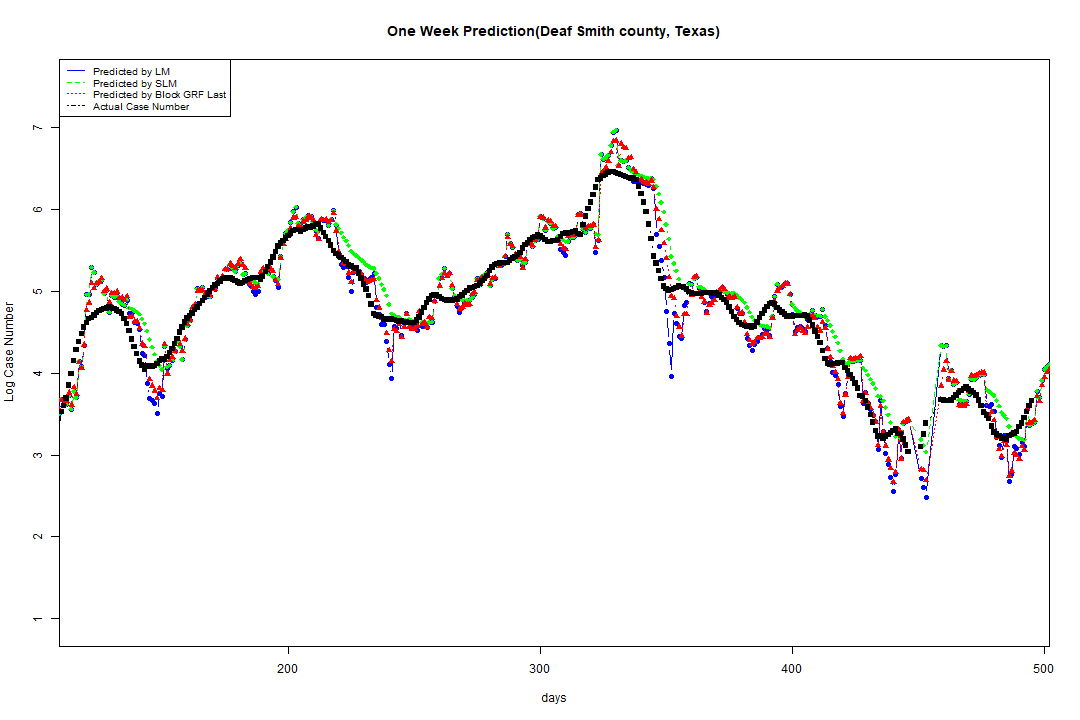 One Week Prediction(Deaf Smith county, Texas)
Predicted by LM
Predicted by SLM
Predicted by Block GRF Last
Actual Case Number
Log Case Number
7
6
5
4
3
2
1
200
300
400
500
days